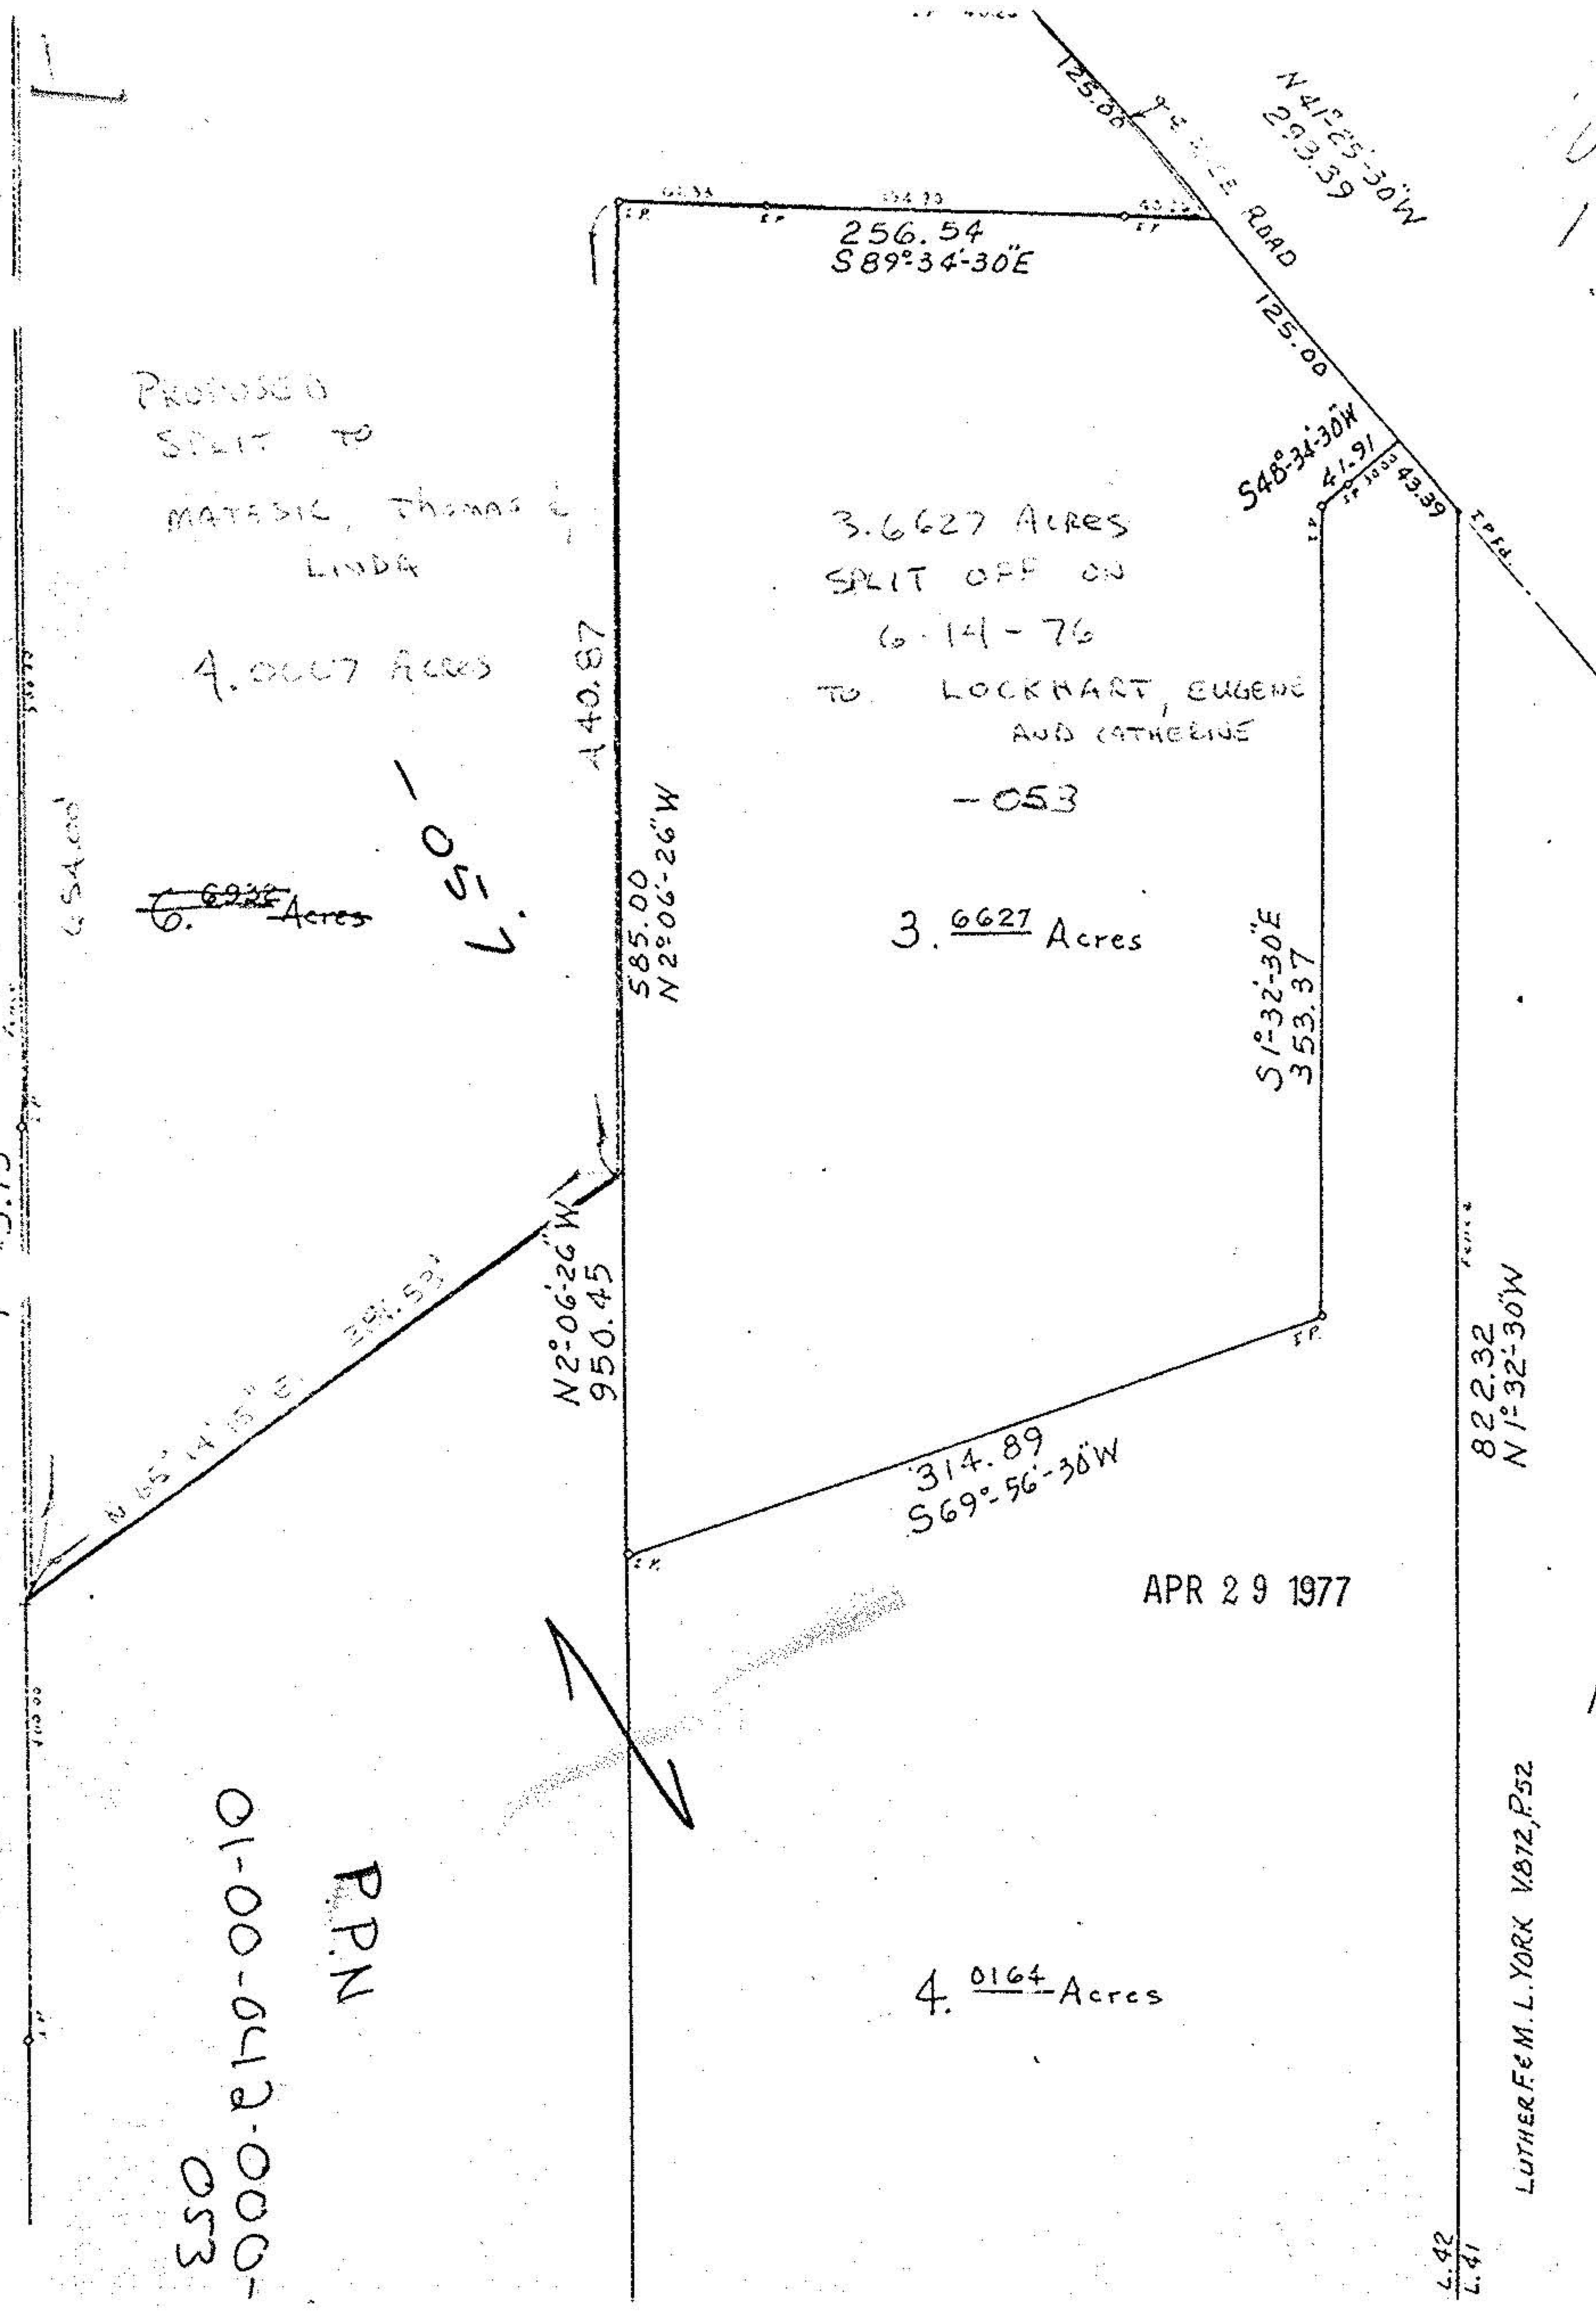 125.00
N41°-25'-30"W
293.39
ROAD
256.54
S89°-34'-30"E
125.00
S48°-34'-30"W
41.91
43.39
I.P. Fd.
PROPOSED
SPLIT TO
MATESIC, THOMAS &
LINDA
4.0007 ACRES
3.6627 ACRES
SPLIT OFF ON
6-14-76
TO LOCKHART, EUGENE
AND CATHERINE
-053
440.87
585.00
N2°-06'-26"W
654.00'
6. Acres
3. 6627 Acres
S1°-32'-30"E
353.37
N2°-06'-26"W
950.45
N 65° 14' 15" E
822.32
N1°-32'-30"W
Fence
314.89
S69°-56'-30"W
APR 29 1977
4. 0164 Acres
P.P.N
01-00-042-000-
053
LUTHER F. & M. L. YORK V.872, P.52
L.42
L.41